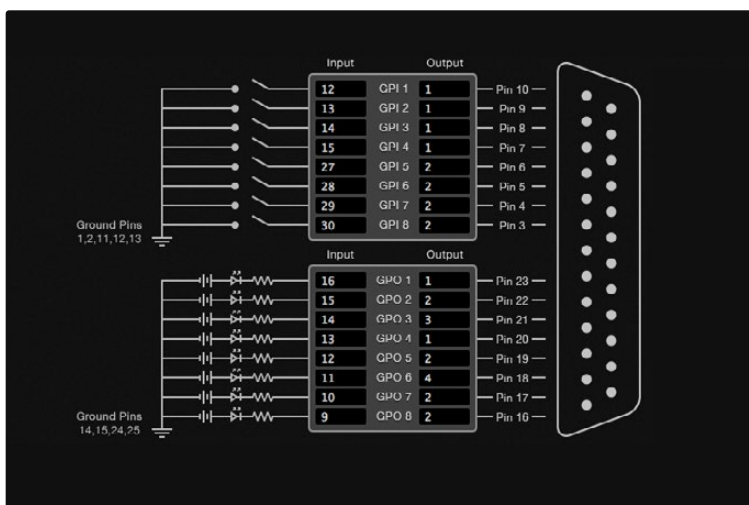 Input Output
12 GPI 1 1 Pin 10
13 GPI 2 1 Pin 9
14 GPI 3 1 Pin 8
15 GPI 4 1 Pin 7
27 GPI 5 2 Pin 6
28 GPI 6 2 Pin 5
29 GPI 7 2 Pin 4
30 GPI 8 2 Pin 3
Ground Pins
1,2,11,12,13
Input Output
16 GPO 1 1 Pin 23
15 GPO 2 2 Pin 22
14 GPO 3 3 Pin 21
13 GPO 4 1 Pin 20
12 GPO 5 2 Pin 19
11 GPO 6 4 Pin 18
10 GPO 7 2 Pin 17
9 GPO 8 2 Pin 16
Ground Pins
14,15,24,25